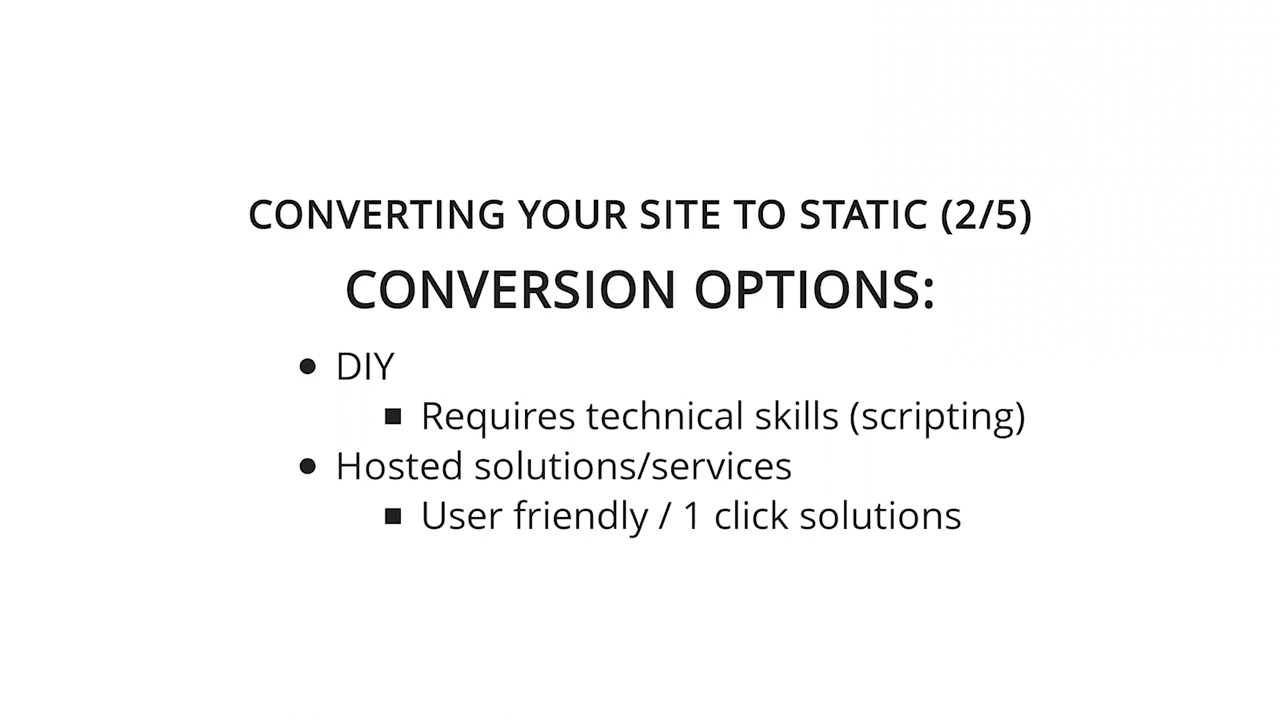 CONVERTING YOUR SITE TO STATIC (2/5)
CONVERSION OPTIONS:
• DIY
▪ Requires technical skills (scripting)
• Hosted solutions/services
▪ User friendly / 1 click solutions